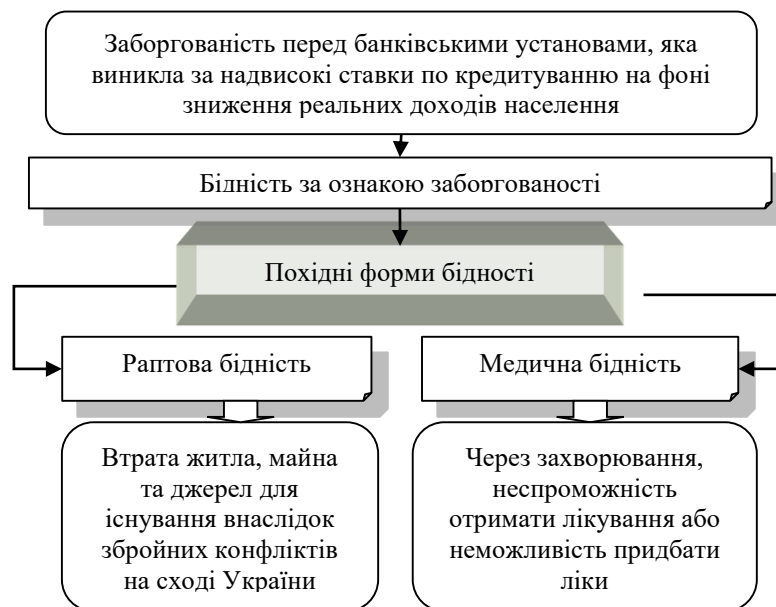 Заборгованість перед банківськими установами, яка
виникла за надвисокі ставки по кредитуванню на фоні
зниження реальних доходів населення
Бідність за ознакою заборгованості
Похідні форми бідності
Раптова бідність
Медична бідність
Втрата житла, майна
та джерел для
існування внаслідок
збройних конфліктів
на сході України
Через захворювання,
неспроможність
отримати лікування або
неможливість придбати
ліки